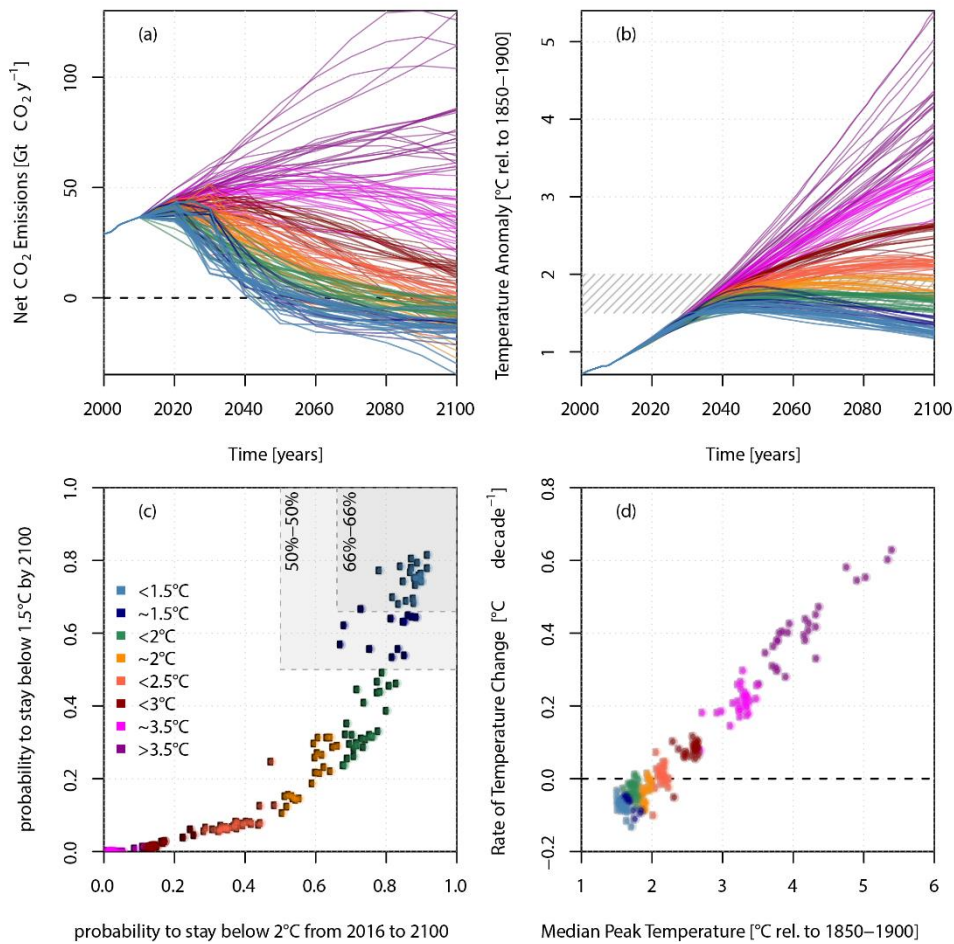 (a)
Net CO2 Emissions [Gt CO2 y−1]
100
50
0
2000 2020 2040 2060 2080 2100
Time [years]
(b)
Temperature Anomaly [°C rel. to 1850−1900]
5
4
3
2
1
2000 2020 2040 2060 2080 2100
Time [years]
(c)
probability to stay below 1.5°C by 2100
1.0
0.8
0.6
0.4
0.2
0.0
50%−50%
66%−66%
<1.5°C
~1.5°C
<2°C
~2°C
<2.5°C
<3°C
~3.5°C
>3.5°C
0.0 0.2 0.4 0.6 0.8 1.0
probability to stay below 2°C from 2016 to 2100
(d)
Rate of Temperature Change [°C decade−1]
0.8
0.6
0.4
0.2
0.0
−0.2
1 2 3 4 5 6
Median Peak Temperature [°C rel. to 1850−1900]